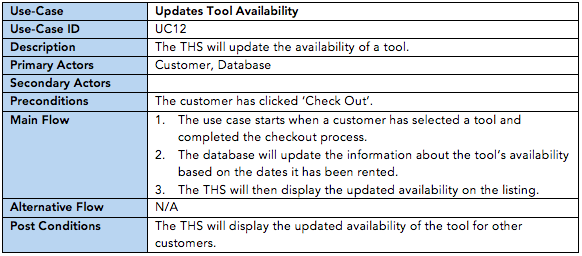 Use-Case Updates Tool Availability
Use-Case ID UC12
Description The THS will update the availability of a tool.
Primary Actors Customer, Database
Secondary Actors
Preconditions The customer has clicked ‘Check Out’.
Main Flow 1. The use case starts when a customer has selected a tool and
completed the checkout process.
2. The database will update the information about the tool’s availability
based on the dates it has been rented.
3. The THS will then display the updated availability on the listing.
Alternative Flow N/A
Post Conditions The THS will display the updated availability of the tool for other
customers.